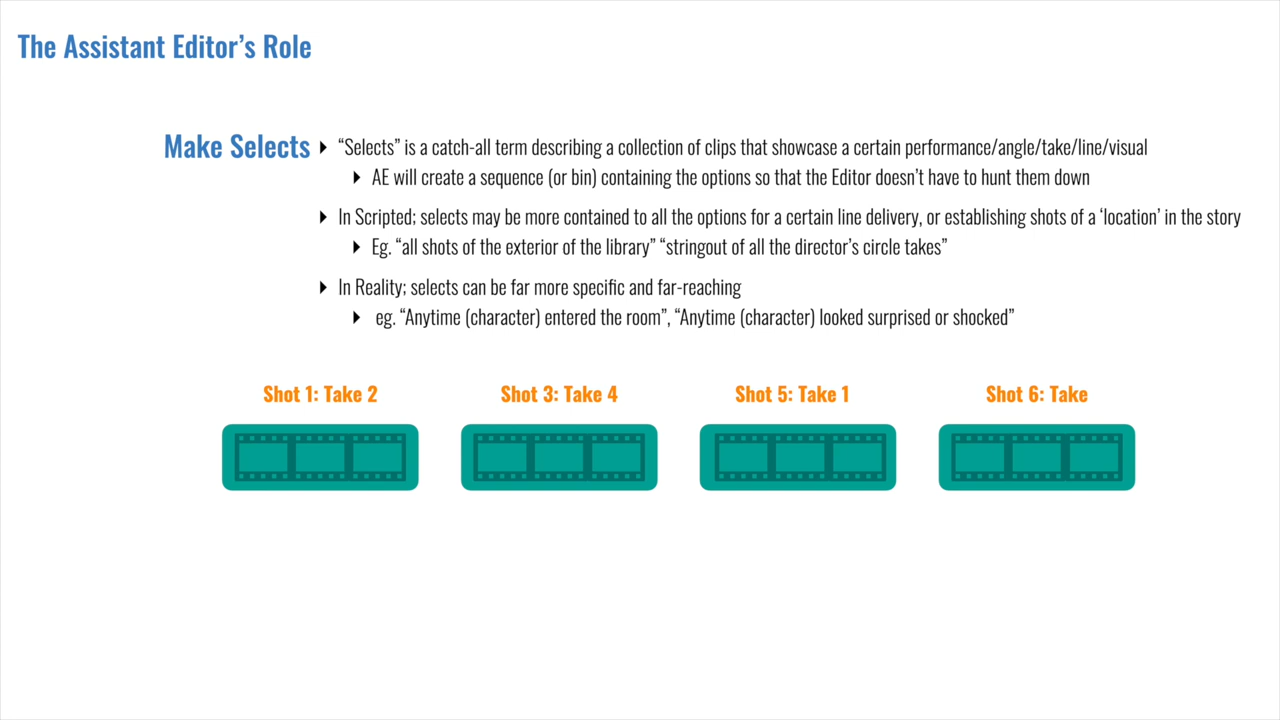 The Assistant Editor’s Role
Make Selects
“Selects” is a catch-all term describing a collection of clips that showcase a certain performance/angle/take/line/visual
AE will create a sequence (or bin) containing the options so that the Editor doesn’t have to hunt them down
In Scripted; selects may be more contained to all the options for a certain line delivery, or establishing shots of a ‘location’ in the story
Eg. “all shots of the exterior of the library” “stringout of all the director’s circle takes”
In Reality; selects can be far more specific and far-reaching
eg. “Anytime (character) entered the room”, “Anytime (character) looked surprised or shocked”
Shot 1: Take 2
Shot 3: Take 4
Shot 5: Take 1
Shot 6: Take